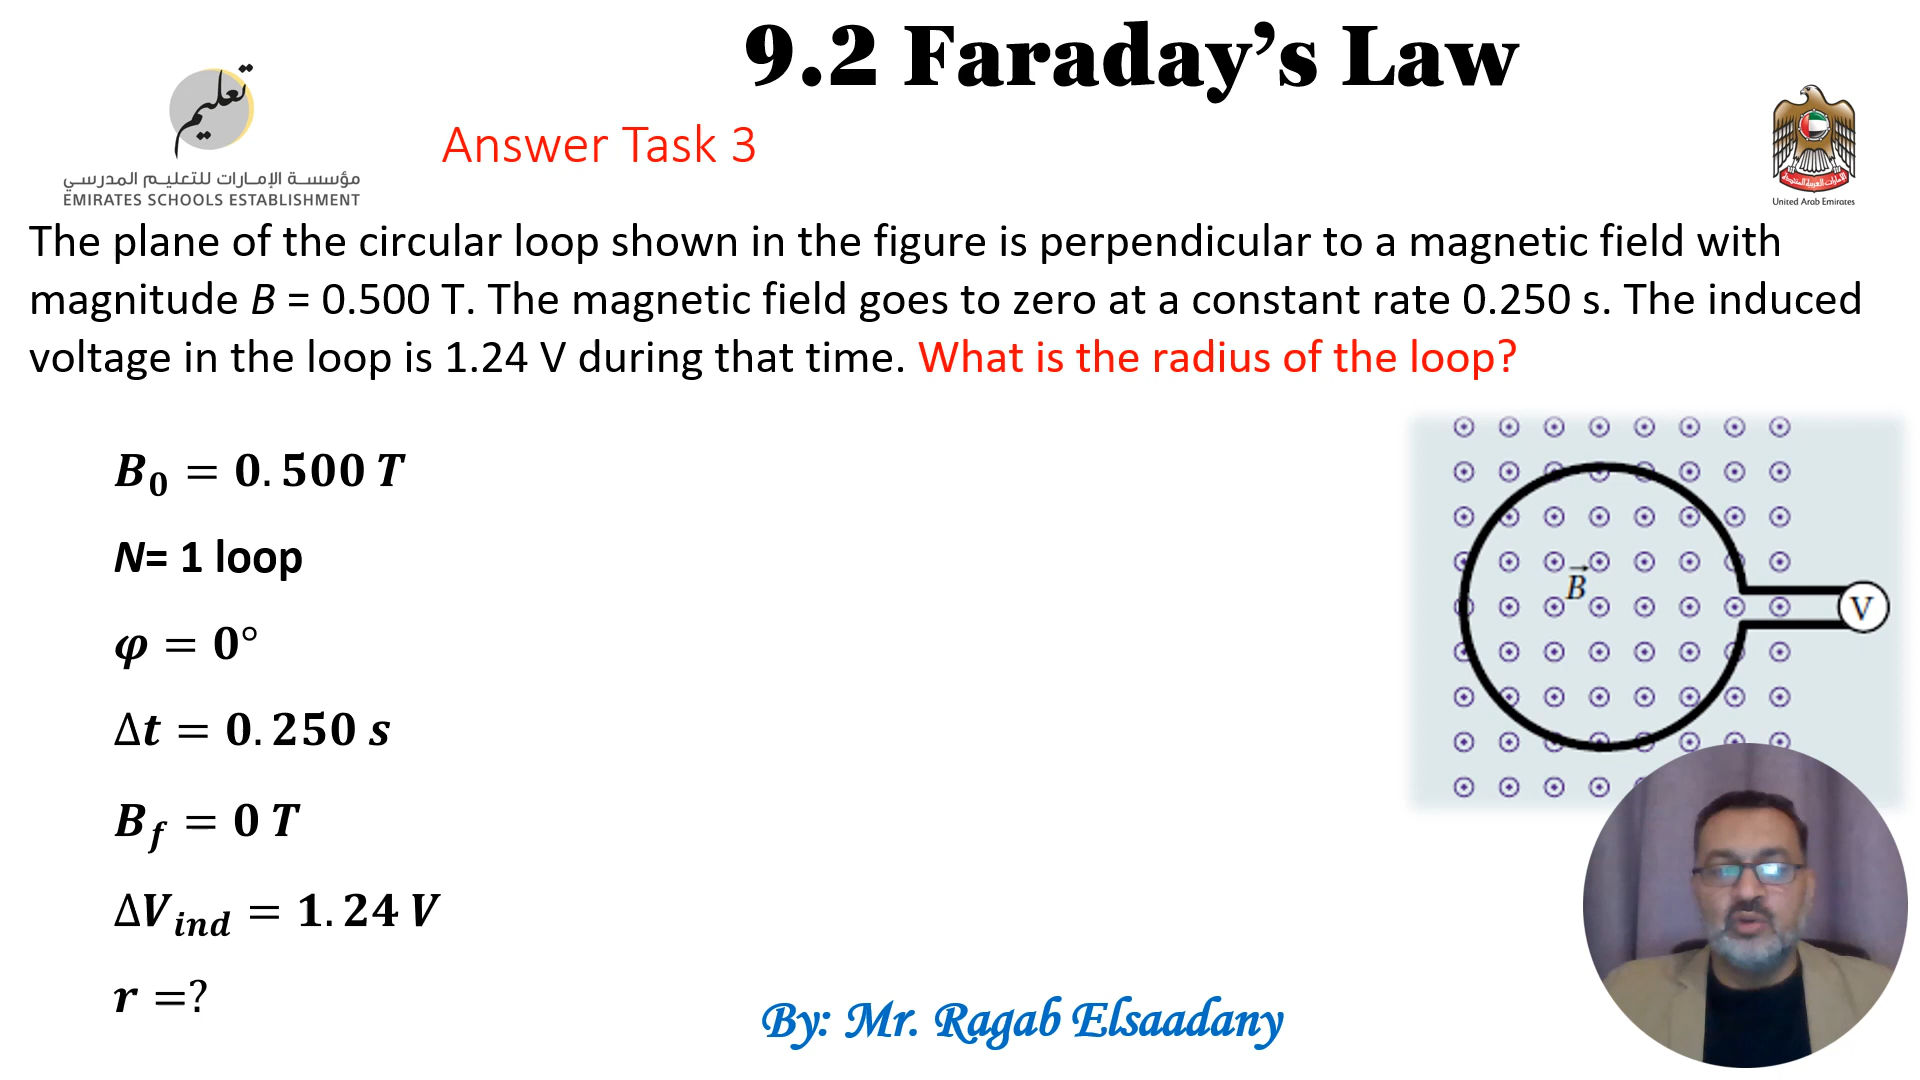 9.2 Faraday’s Law
تعليم
مؤسسة الإمارات للتعليم المدرسي
EMIRATES SCHOOLS ESTABLISHMENT
Answer Task 3
United Arab Emirates
The plane of the circular loop shown in the figure is perpendicular to a magnetic field with
magnitude B = 0.500 T. The magnetic field goes to zero at a constant rate 0.250 s. The induced
voltage in the loop is 1.24 V during that time. What is the radius of the loop?
B₀ = 0.500 T
N= 1 loop
φ = 0°
Δt = 0.250 s
B_f = 0 T
ΔV_ind = 1.24 V
r =?
B⃗
V
By: Mr. Ragab Elsaadany